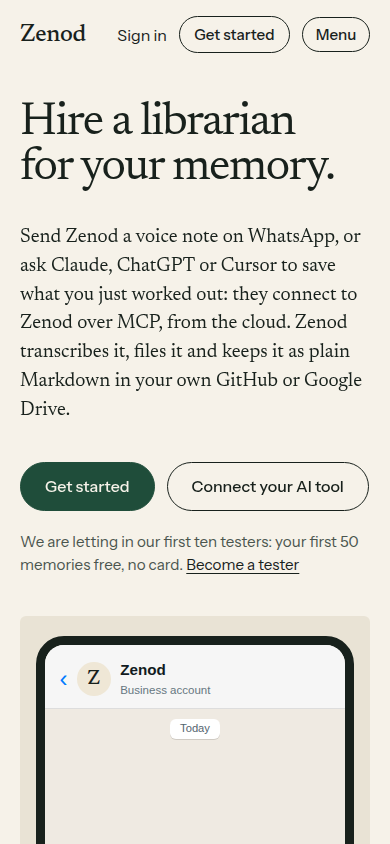 Zenod
Sign in
Get started
Menu
Hire a librarian
for your memory.
Send Zenod a voice note on WhatsApp, or
ask Claude, ChatGPT or Cursor to save
what you just worked out: they connect to
Zenod over MCP, from the cloud. Zenod
transcribes it, files it and keeps it as plain
Markdown in your own GitHub or Google
Drive.
Get started
Connect your AI tool
We are letting in our first ten testers: your first 50
memories free, no card. Become a tester
Z
Zenod
Business account
Today